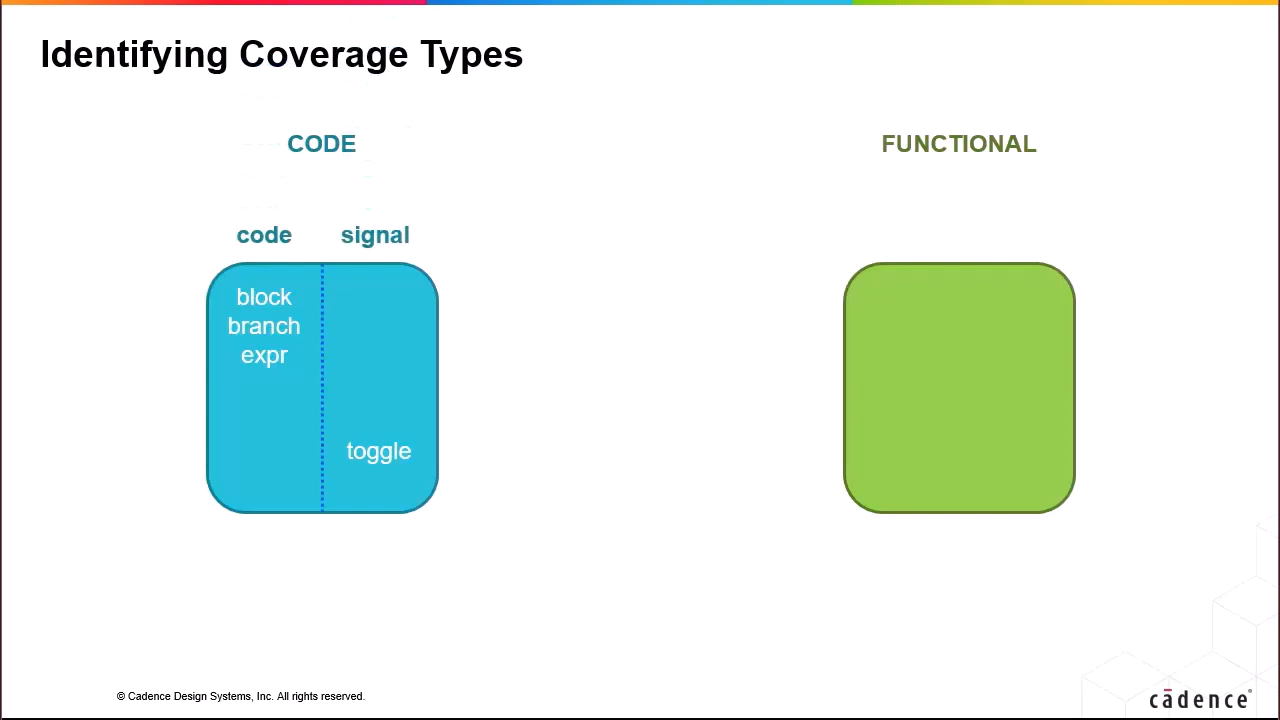 Identifying Coverage Types
CODE
FUNCTIONAL
code signal
block
branch
expr
toggle
© Cadence Design Systems, Inc. All rights reserved.
cādence®